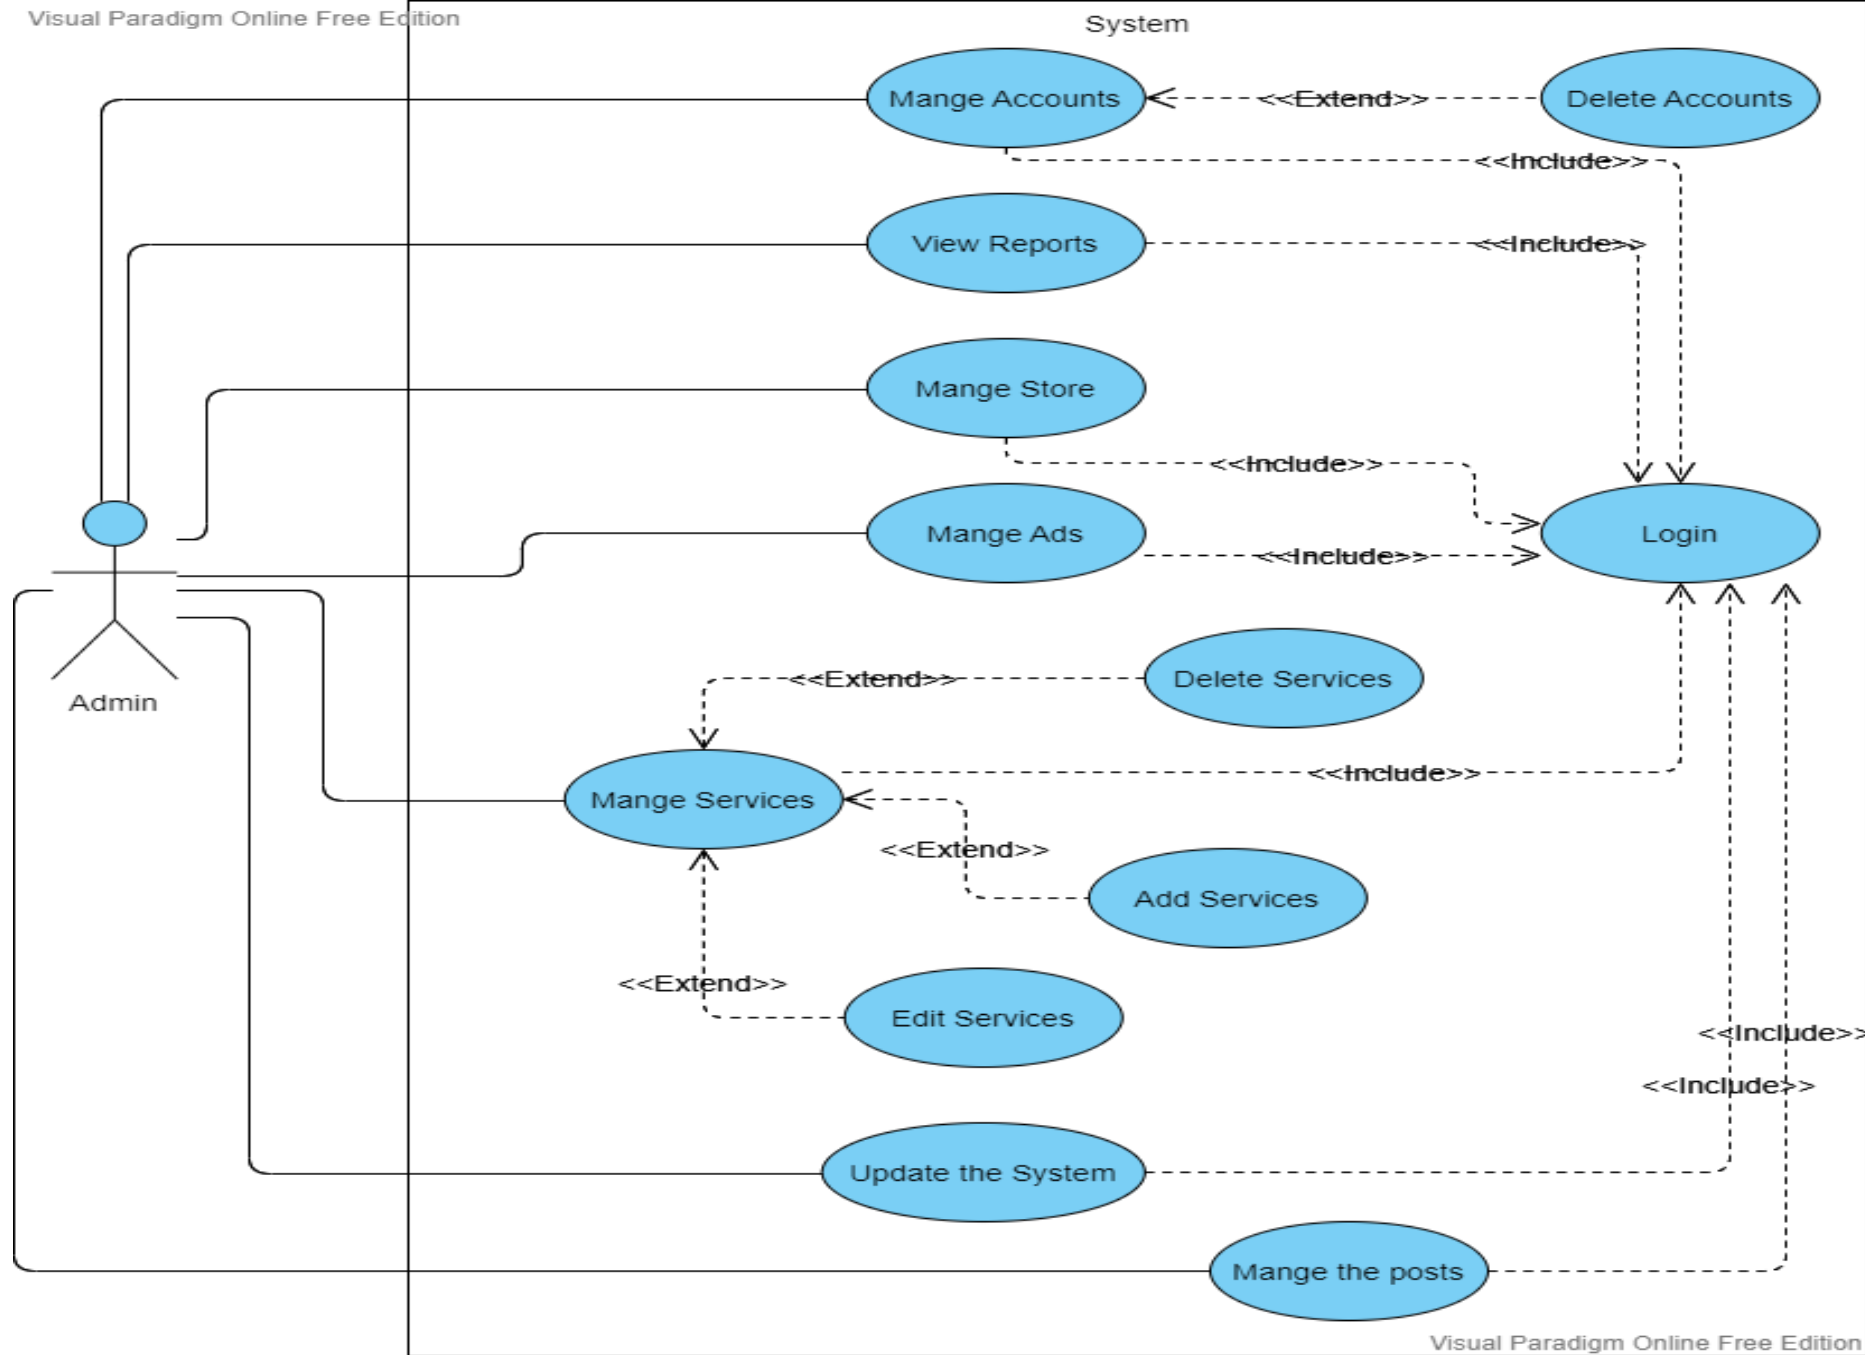 Visual Paradigm Online Free Edition
System
Mange Accounts
<<Extend>>
Delete Accounts
<<Include>>
View Reports
<<Include>>
Mange Store
<<Include>>
Mange Ads
<<Include>>
Login
Admin
<<Extend>>
Delete Services
Mange Services
<<Include>>
<<Extend>>
Add Services
<<Extend>>
Edit Services
<<Include>>
<<Include>>
Update the System
Mange the posts
Visual Paradigm Online Free Edition